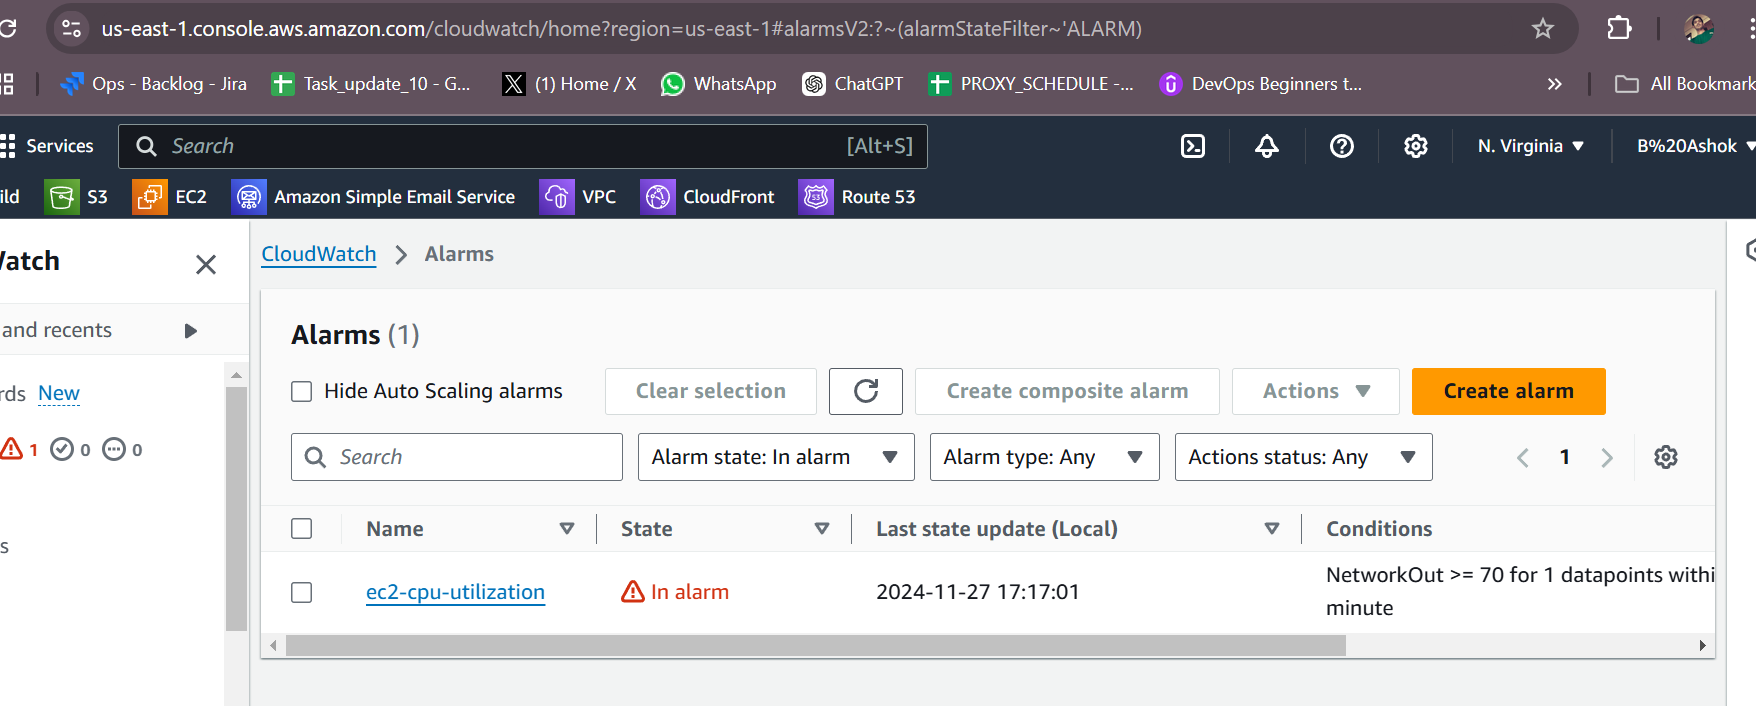 us-east-1.console.aws.amazon.com/cloudwatch/home?region=us-east-1#alarmsV2:?~(alarmStateFilter~'ALARM)
Ops - Backlog - Jira Task_update_10 - G... (1) Home / X WhatsApp ChatGPT PROXY_SCHEDULE -... DevOps Beginners t... » All Bookmark
Services Search [Alt+S] N. Virginia ▼ B%20Ashok ▼
ild S3 EC2 Amazon Simple Email Service VPC CloudFront 53 Route 53
Watch
CloudWatch > Alarms
and recents
Alarms (1)
rds New
Hide Auto Scaling alarms Clear selection Create composite alarm Actions ▼ Create alarm
1 0 0
Search Alarm state: In alarm ▼ Alarm type: Any ▼ Actions status: Any ▼ < 1 >
Name State Last state update (Local) Conditions
s
ec2-cpu-utilization In alarm 2024-11-27 17:17:01 NetworkOut >= 70 for 1 datapoints withi
minute